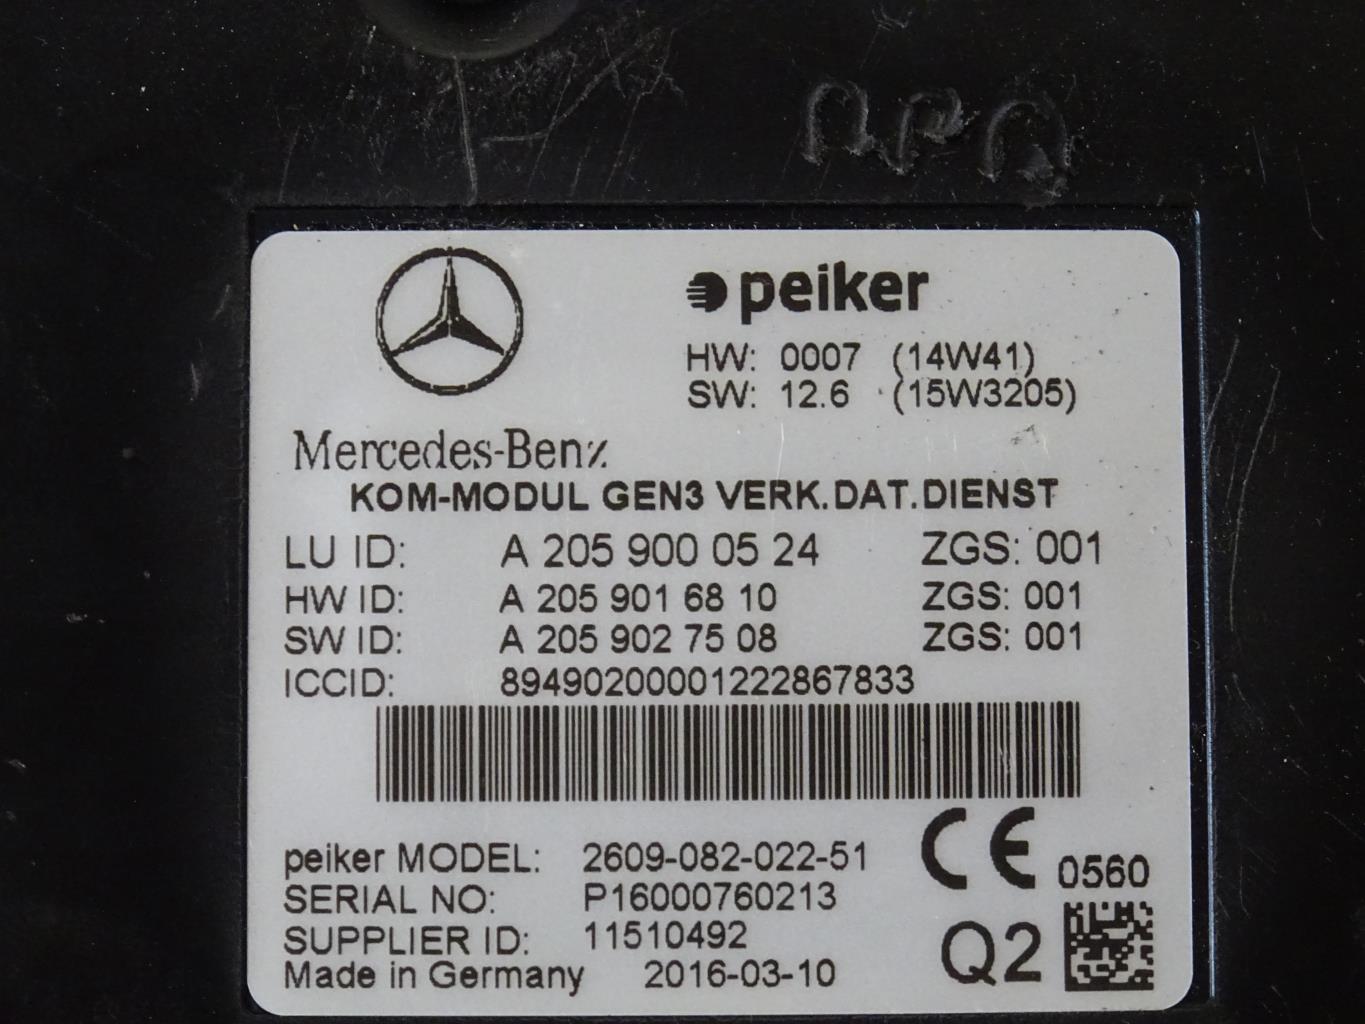 peiker
HW: 0007 (14W41)
SW: 12.6 (15W3205)
Mercedes-Benz
KOM-MODUL GEN3 VERK.DAT.DIENST
LU ID: A 205 900 05 24 ZGS: 001
HW ID: A 205 901 68 10 ZGS: 001
SW ID: A 205 902 75 08 ZGS: 001
ICCID: 89490200001222867833
peiker MODEL: 2609-082-022-51
CE 0560
SERIAL NO: P16000760213
SUPPLIER ID: 11510492
Q2
Made in Germany 2016-03-10